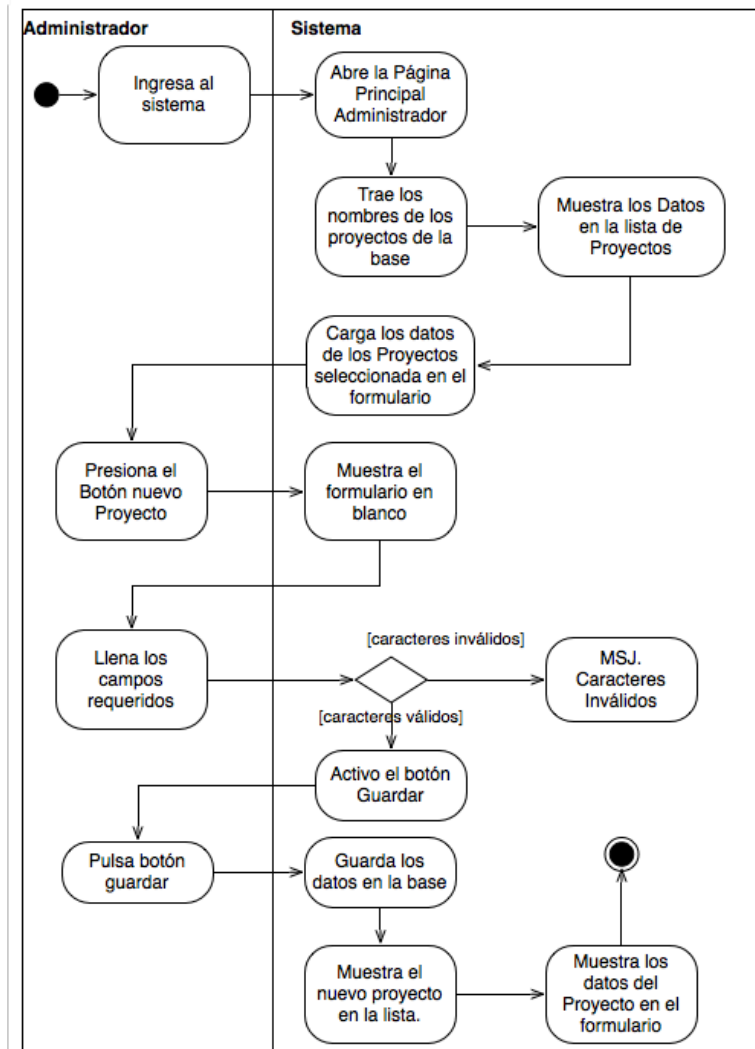 Administrador
Sistema
Ingresa al
sistema
Abre la Página
Principal
Administrador
Trae los
nombres de los
proyectos de la
base
Muestra los Datos
en la lista de
Proyectos
Carga los datos
de los Proyectos
seleccionada en el
formulario
Presiona el
Botón nuevo
Proyecto
Muestra el
formulario en
blanco
Llena los
campos
requeridos
[caracteres inválidos]
MSJ.
Caracteres
Inválidos
[caracteres válidos]
Activo el botón
Guardar
Pulsa botón
guardar
Guarda los
datos en la base
Muestra el
nuevo proyecto
en la lista.
Muestra los
datos del
Proyecto en el
formulario